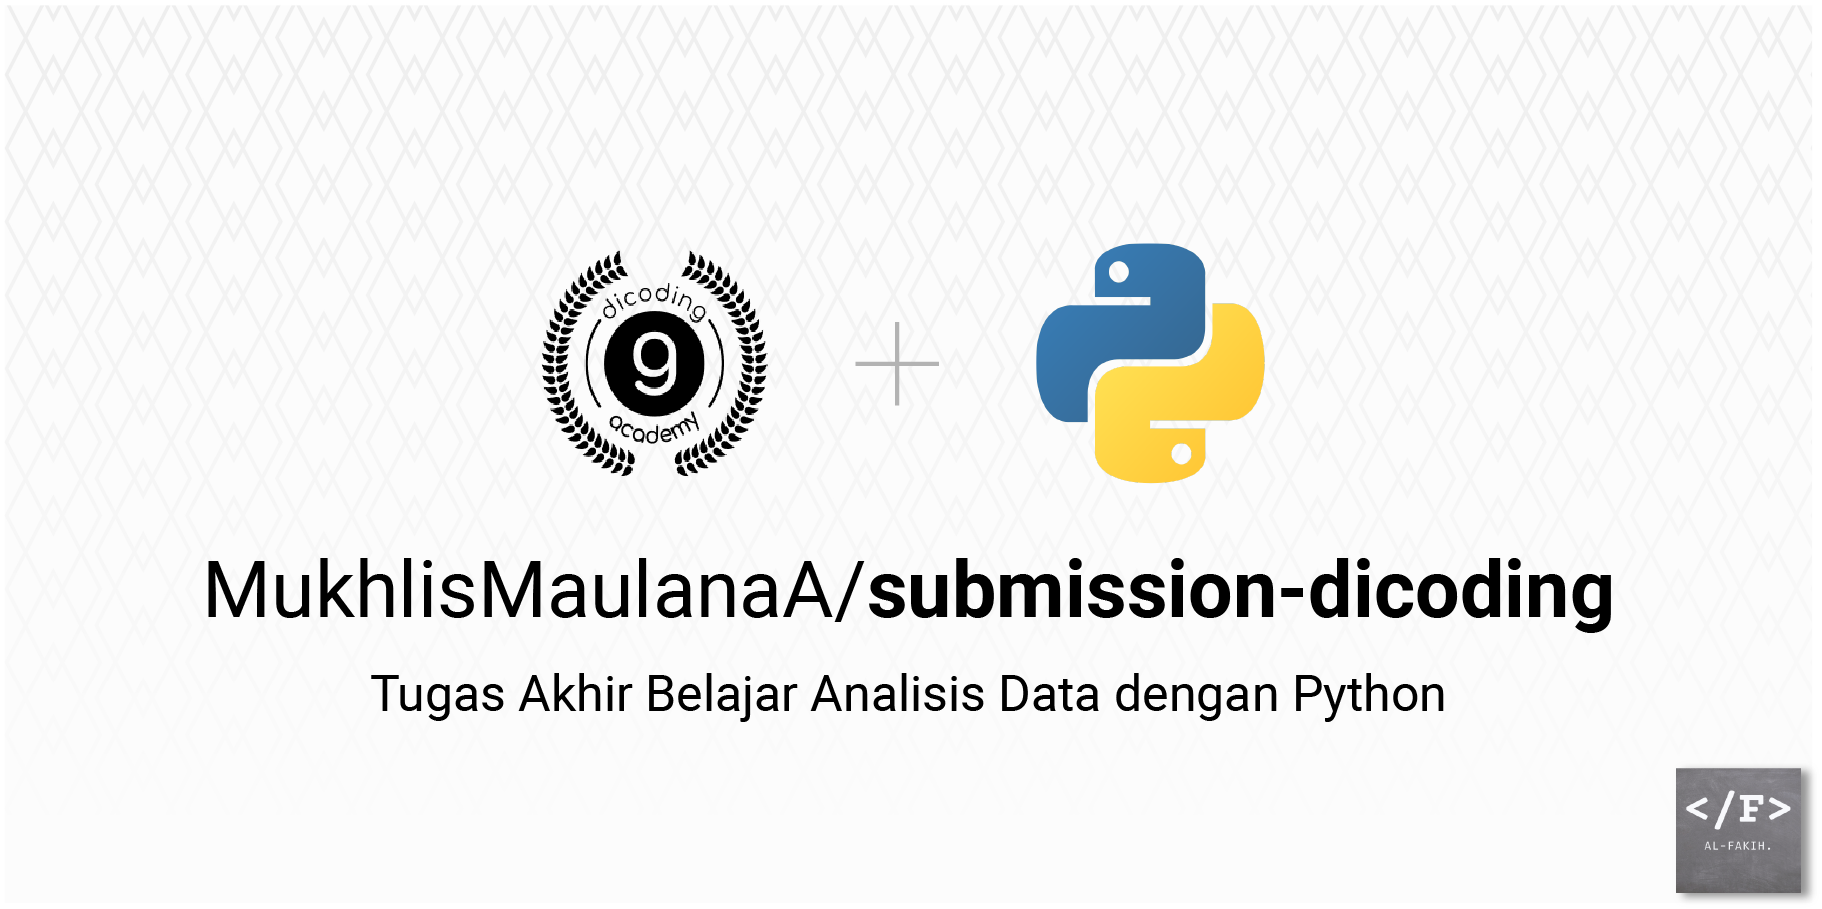 dicoding
g
academy
MukhlisMaulanaA/submission-dicoding
Tugas Akhir Belajar Analisis Data dengan Python
</F>
AL-FAKIH.